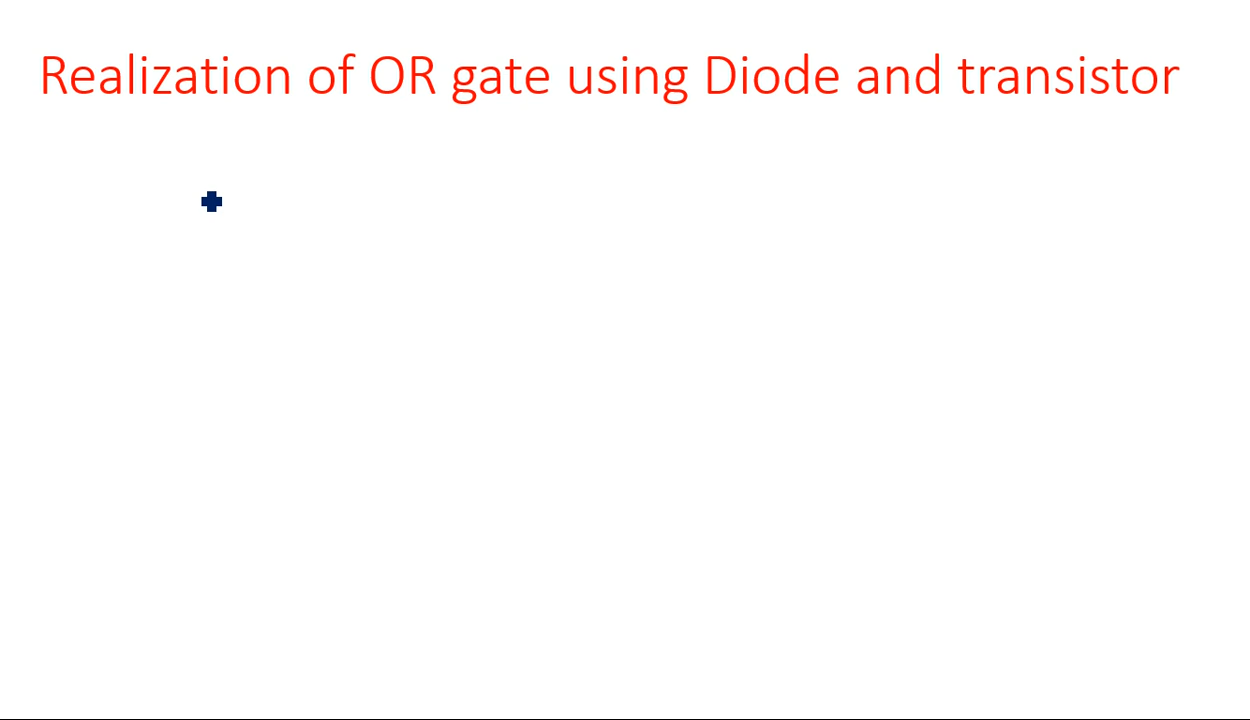 Realization of OR gate using Diode and transistor